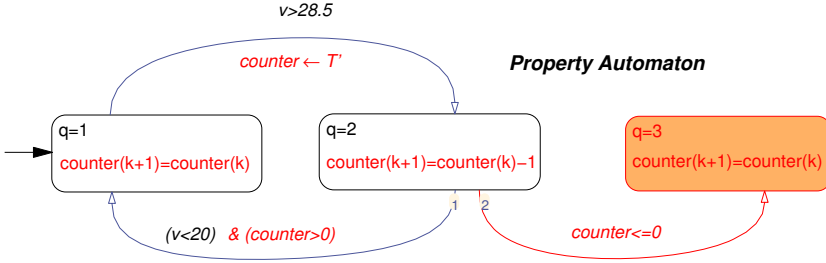 v>28.5
counter ← T'
Property Automaton
q=1
counter(k+1)=counter(k)
q=2
counter(k+1)=counter(k)−1
q=3
counter(k+1)=counter(k)
1
2
(v<20) & (counter>0)
counter<=0